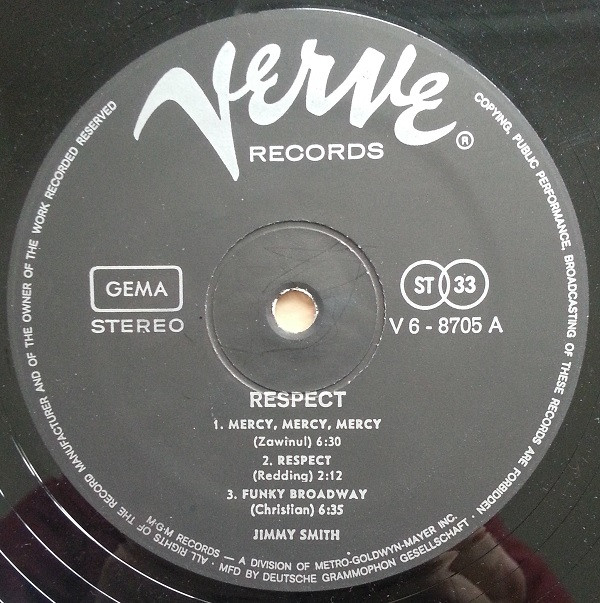 Verve
RECORDS
®
GEMA
STEREO
ST 33
V 6 - 8705 A
RESPECT
1. MERCY, MERCY, MERCY
(Zawinul) 6:30
2. RESPECT
(Redding) 2:12
3. FUNKY BROADWAY
(Christian) 6:35
JIMMY SMITH
M·G·M RECORDS — A DIVISION OF METRO-GOLDWYN-MAYER INC.
ALL RIGHTS OF THE RECORD MANUFACTURER AND OF THE OWNER OF THE WORK RECORDED RESERVED
COPYING, PUBLIC PERFORMANCE, BROADCASTING OF THESE RECORDS ARE FORBIDDEN
· MFD BY DEUTSCHE GRAMMOPHON GESELLSCHAFT ·